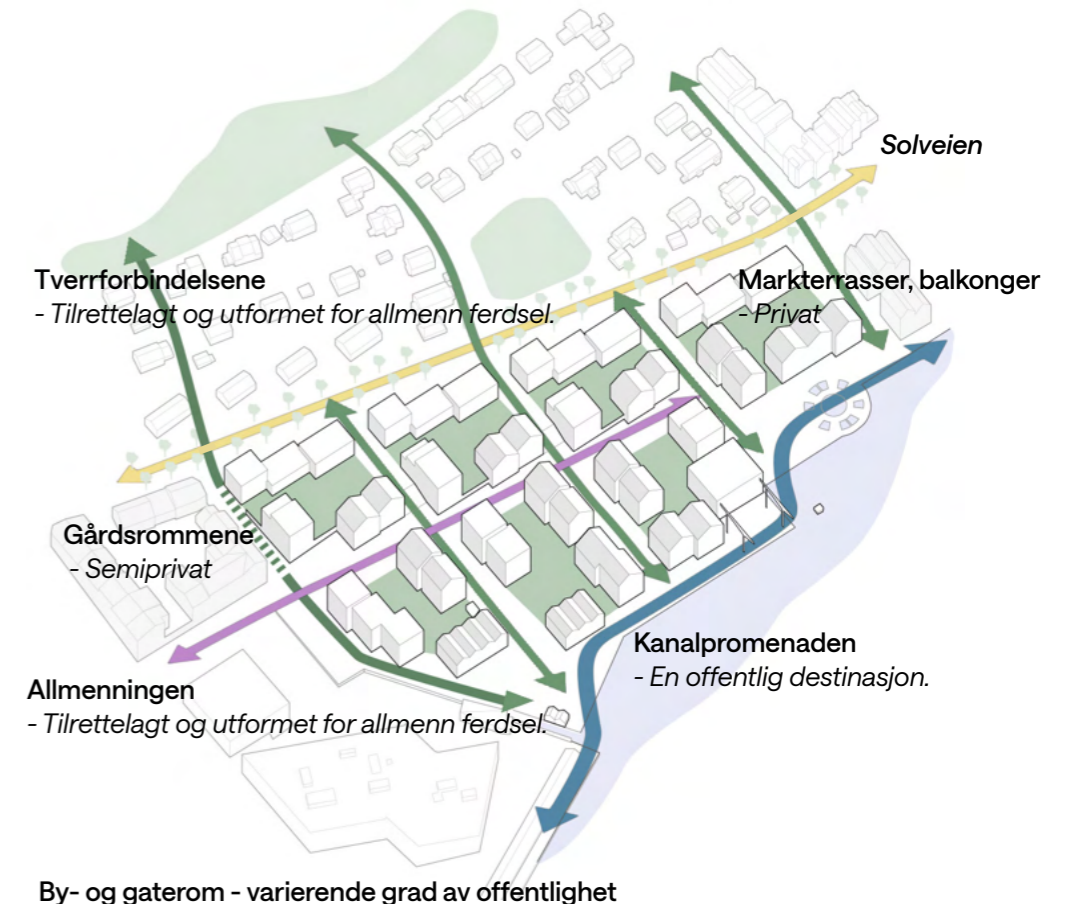 Solveien
Tverrforbindelsene
- Tilrettelagt og utformet for allmenn ferdsel.
Markterrasser, balkonger
- Privat
Gårdsrommene
- Semiprivat
Kanalpromenaden
- En offentlig destinasjon.
Allmenningen
- Tilrettelagt og utformet for allmenn ferdsel.
By- og gaterom - varierende grad av offentlighet